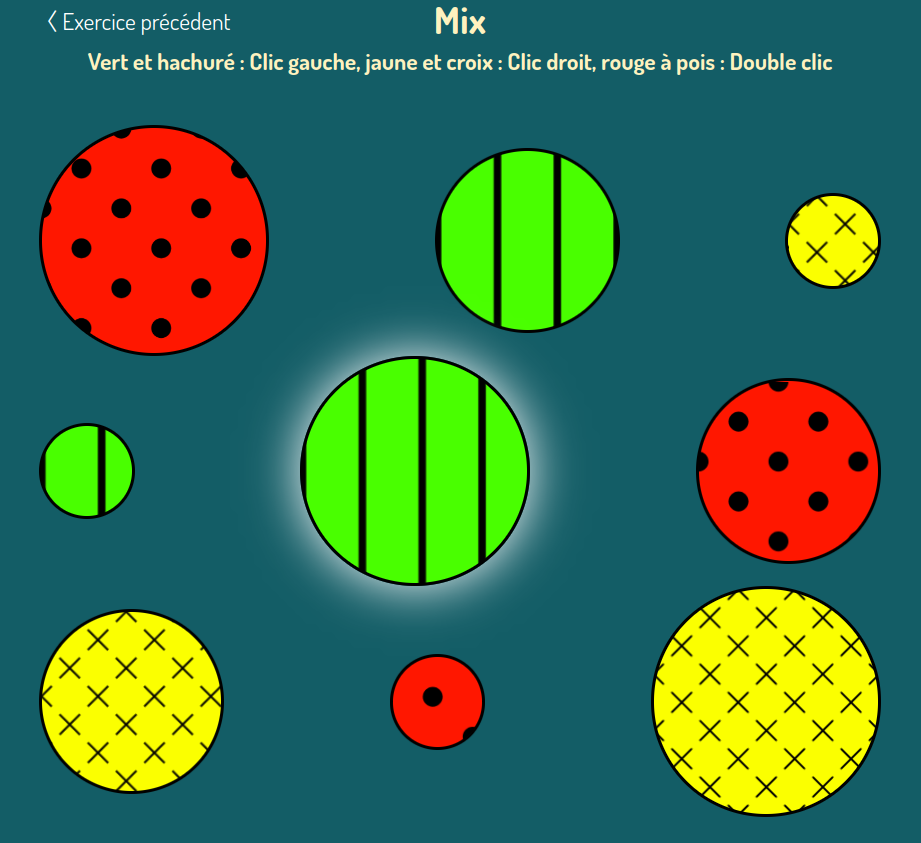 〈 Exercice précédent
Mix
Vert et hachuré : Clic gauche, jaune et croix : Clic droit, rouge à pois : Double clic